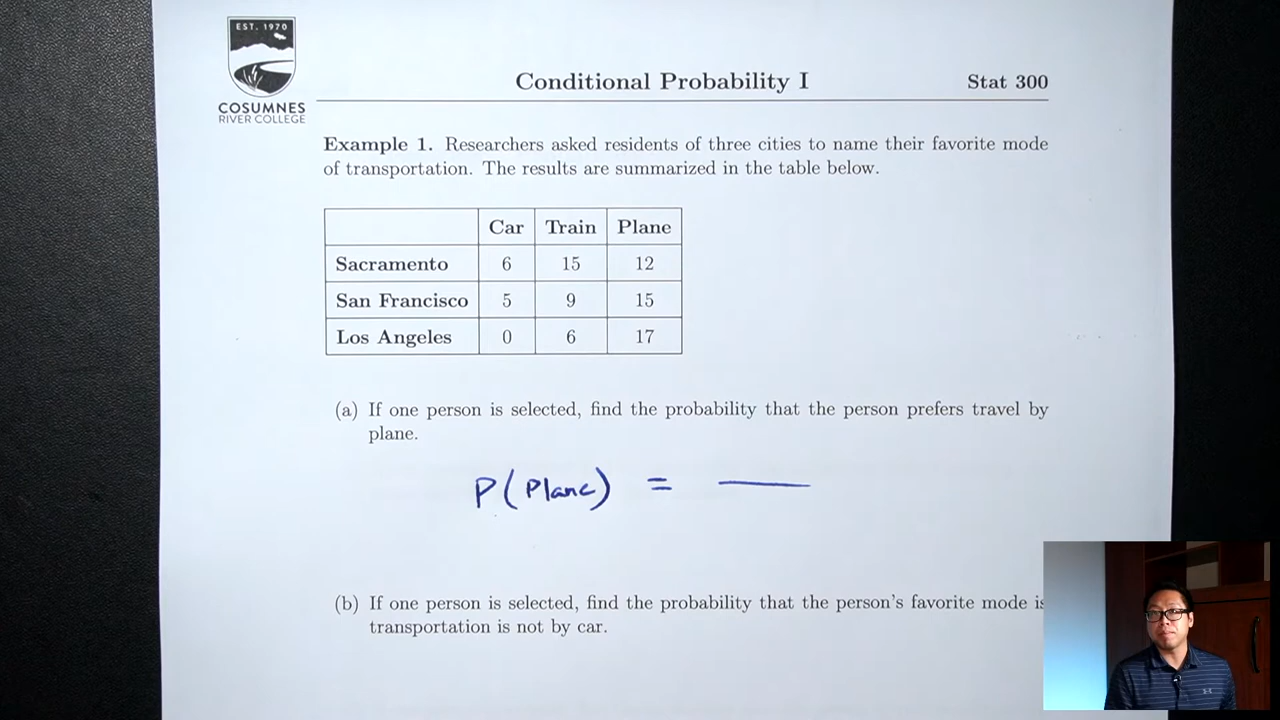 EST. 1970
COSUMNES
RIVER COLLEGE
Conditional Probability I Stat 300
Example 1. Researchers asked residents of three cities to name their favorite mode
of transportation. The results are summarized in the table below.
Car Train Plane
Sacramento 6 15 12
San Francisco 5 9 15
Los Angeles 0 6 17
(a) If one person is selected, find the probability that the person prefers travel by
plane.
P(Plane) =
(b) If one person is selected, find the probability that the person's favorite mode is
transportation is not by car.